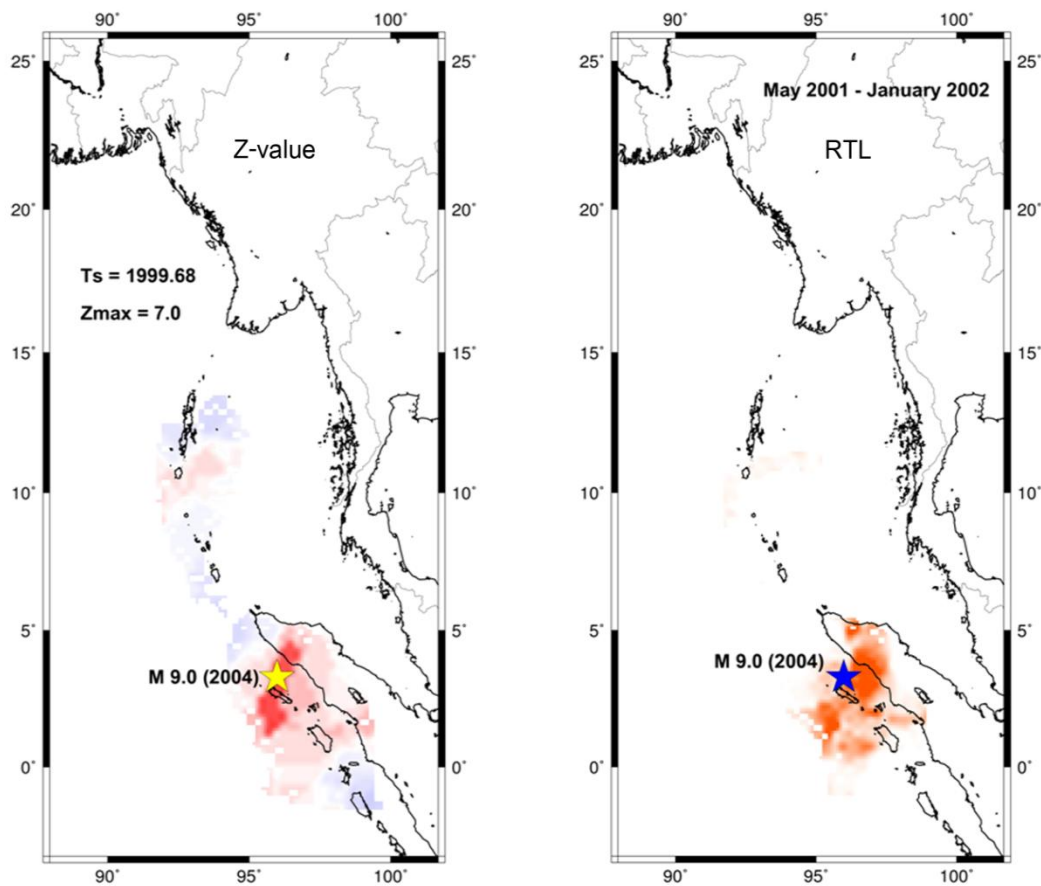 90° 95° 100° 90° 95° 100°
25° 25° 25° 25°
May 2001 - January 2002
Z-value RTL
20° 20° 20° 20°
Ts = 1999.68
Zmax = 7.0
15° 15° 15° 15°
10° 10° 10° 10°
5° 5° 5° 5°
M 9.0 (2004) M 9.0 (2004)
0° 0° 0° 0°
90° 95° 100° 90° 95° 100°